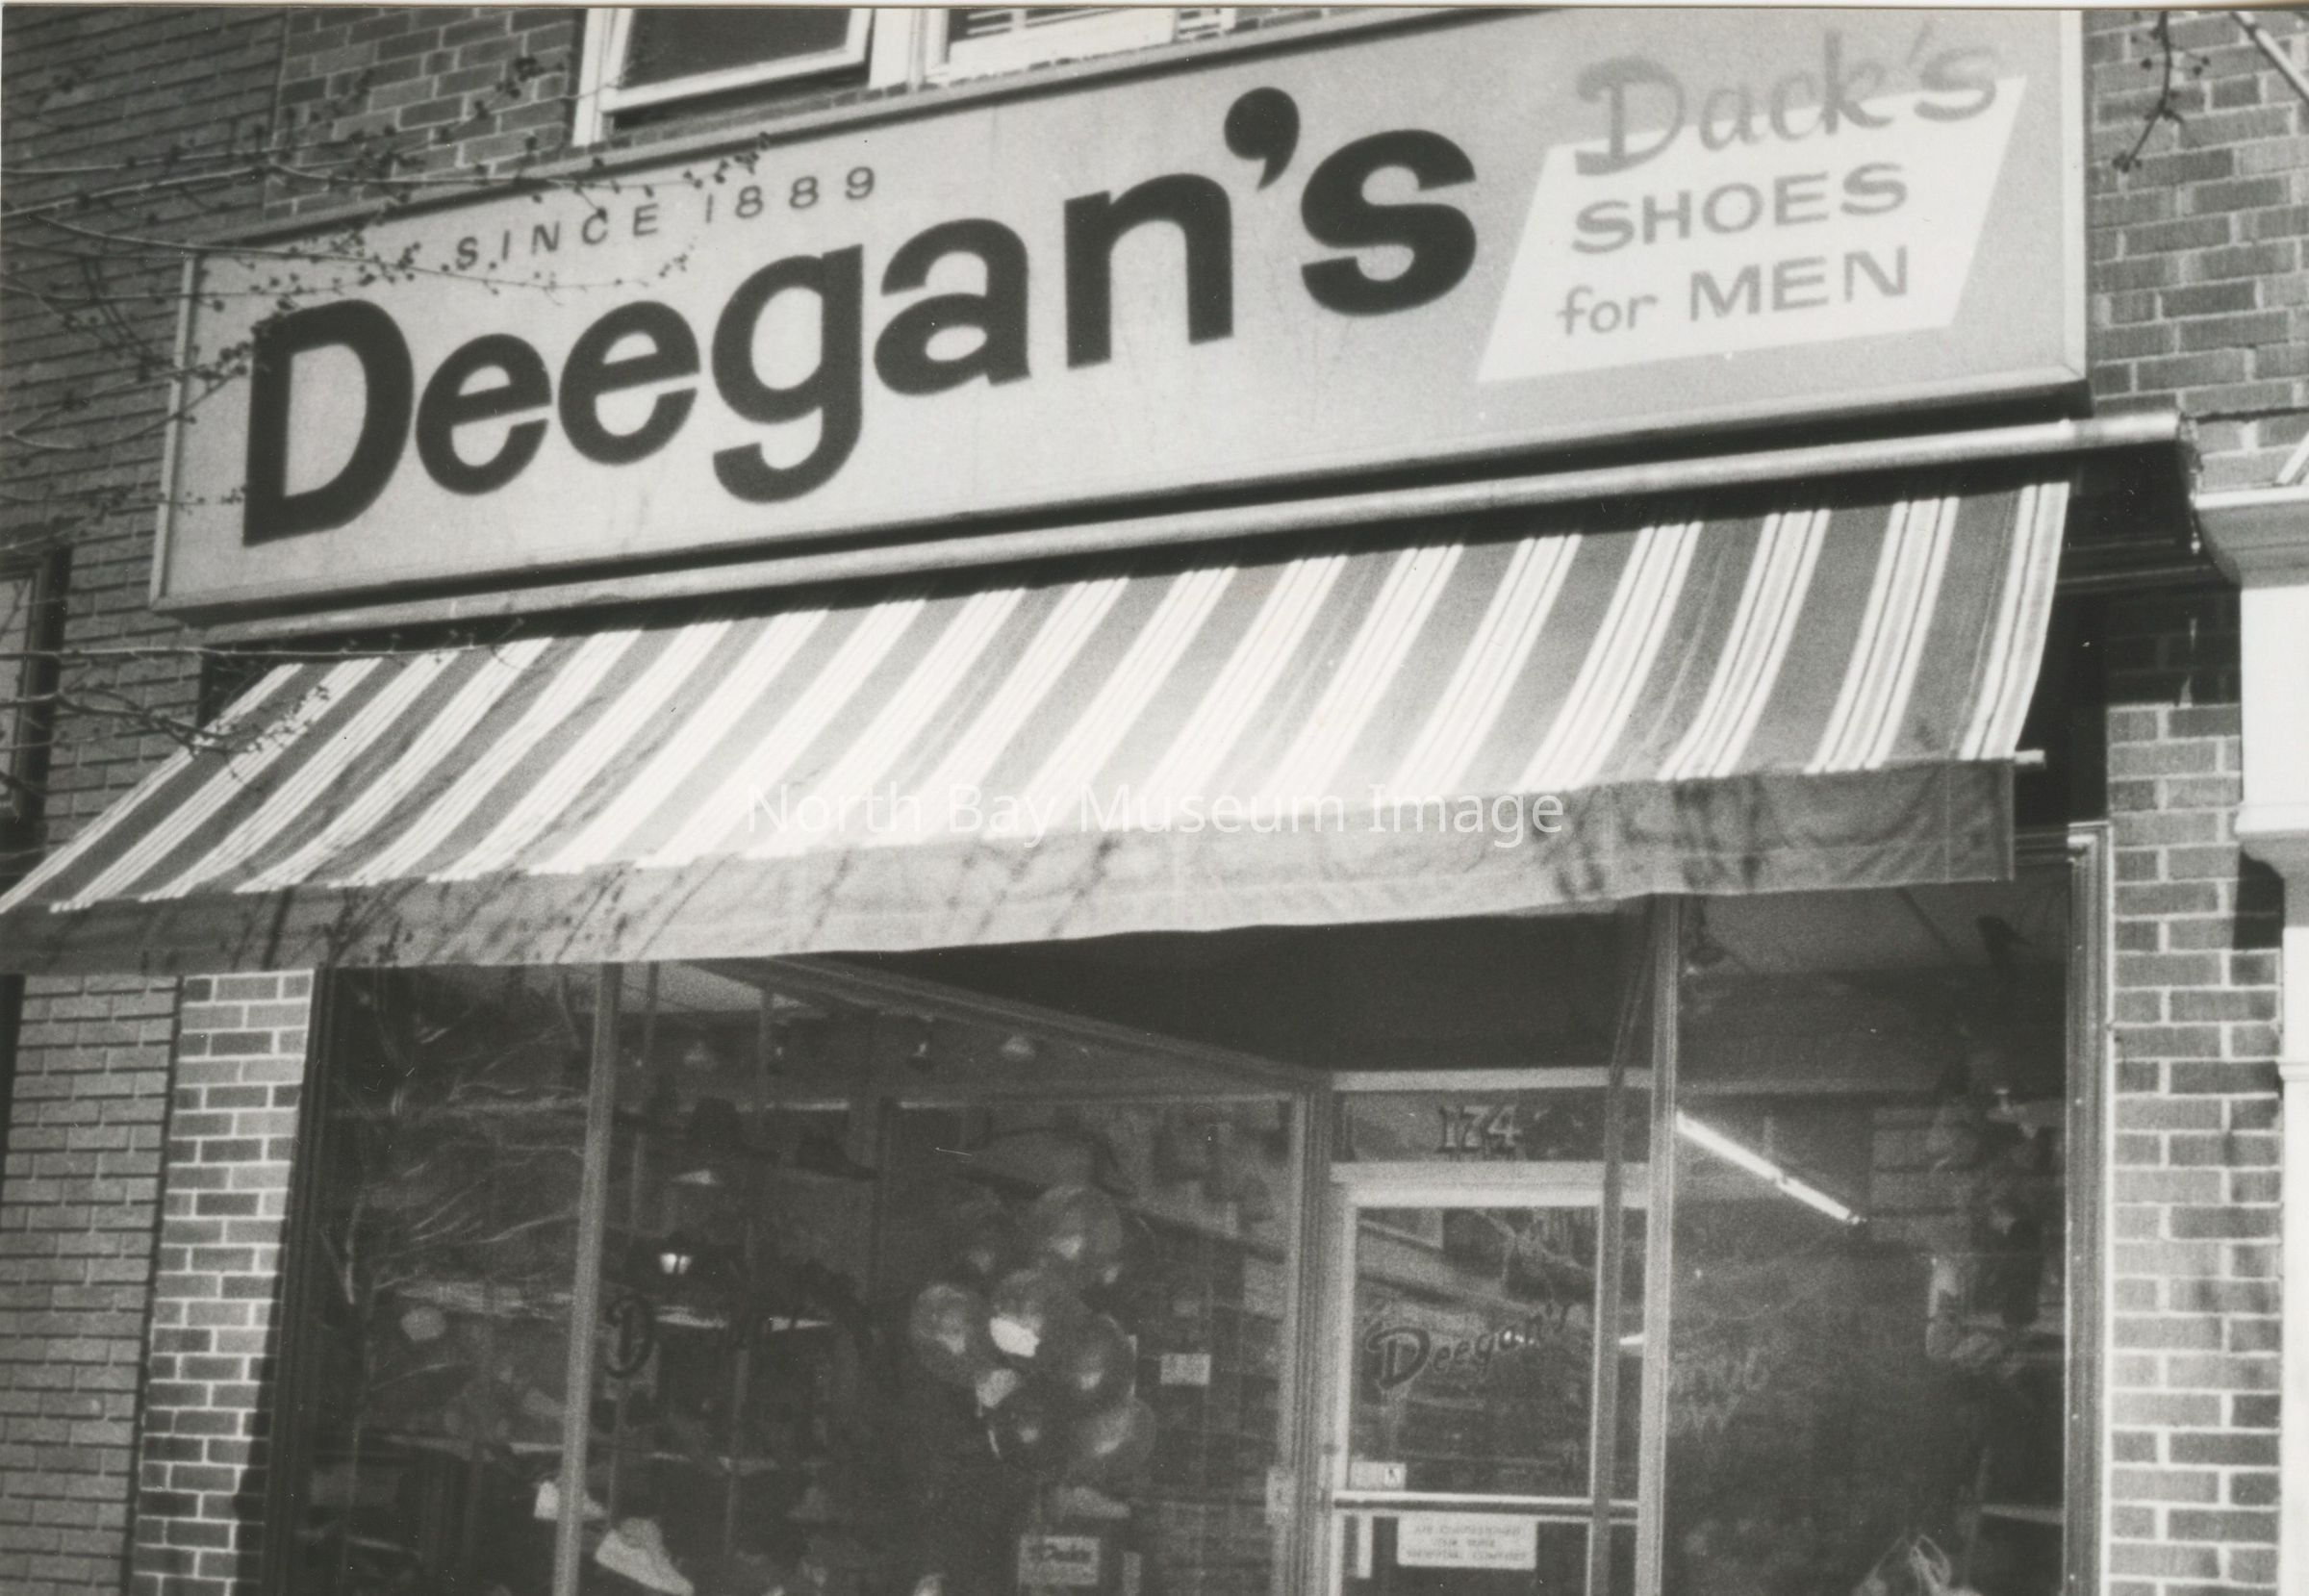 SINCE 1889
Deegan's
Dack's
SHOES
for MEN
North Bay Museum Image
174
Deegan's